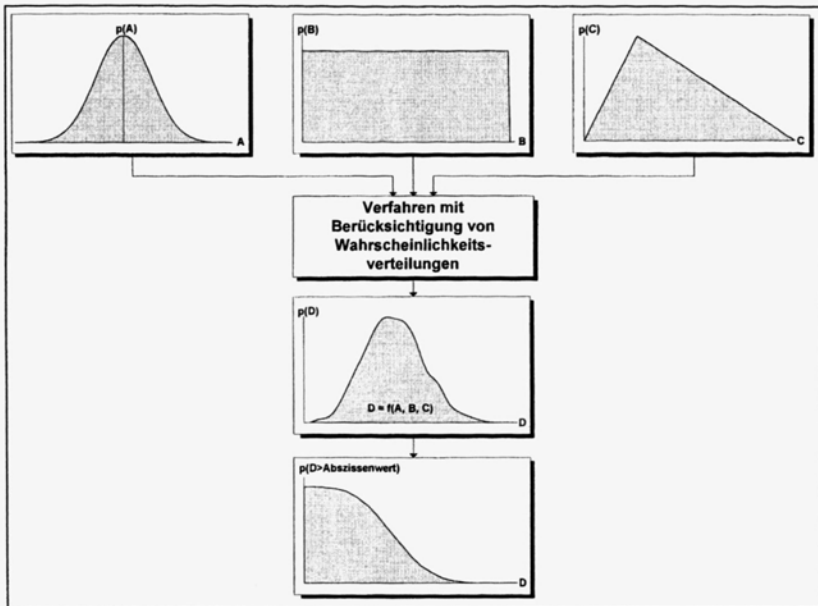 p(A)
A
p(B)
B
p(C)
C
Verfahren mit
Berücksichtigung von
Wahrscheinlichkeits-
verteilungen
p(D)
D = f(A, B, C)
D
p(D>Abszissenwert)
D